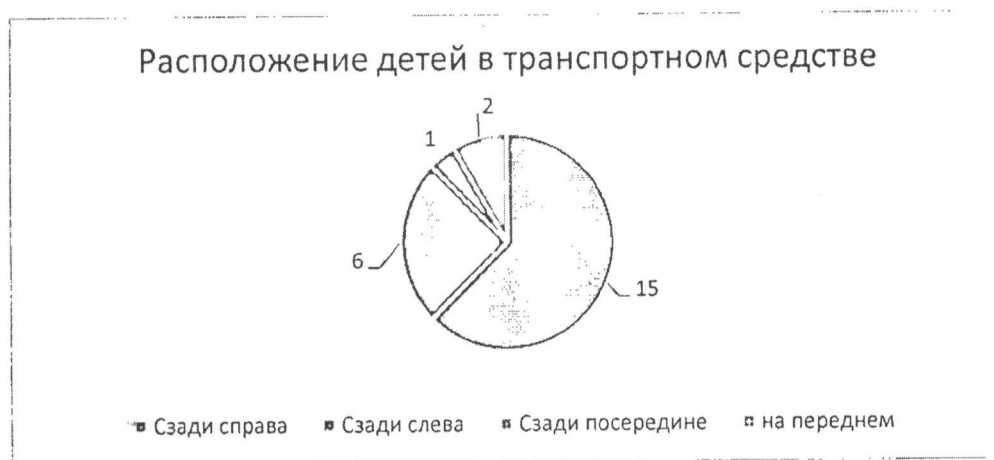 Расположение детей в транспортном средстве
2
1
6
15
Сзади справа Сзади слева Сзади посередине на переднем